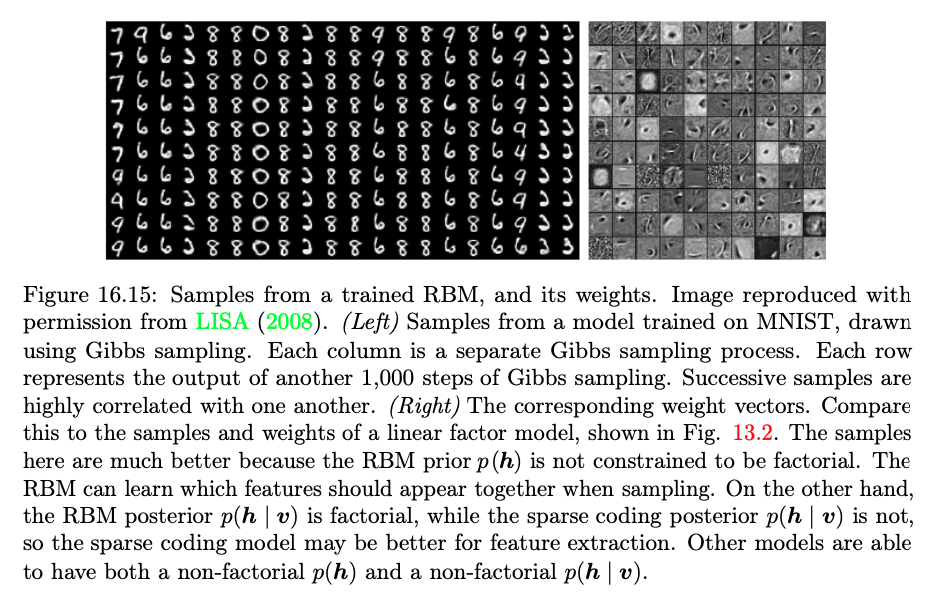 Figure 16.15: Samples from a trained RBM, and its weights. Image reproduced with
permission from LISA (2008). (Left) Samples from a model trained on MNIST, drawn
using Gibbs sampling. Each column is a separate Gibbs sampling process. Each row
represents the output of another 1,000 steps of Gibbs sampling. Successive samples are
highly correlated with one another. (Right) The corresponding weight vectors. Compare
this to the samples and weights of a linear factor model, shown in Fig. 13.2. The samples
here are much better because the RBM prior p(h) is not constrained to be factorial. The
RBM can learn which features should appear together when sampling. On the other hand,
the RBM posterior p(h | v) is factorial, while the sparse coding posterior p(h | v) is not,
so the sparse coding model may be better for feature extraction. Other models are able
to have both a non-factorial p(h) and a non-factorial p(h | v).